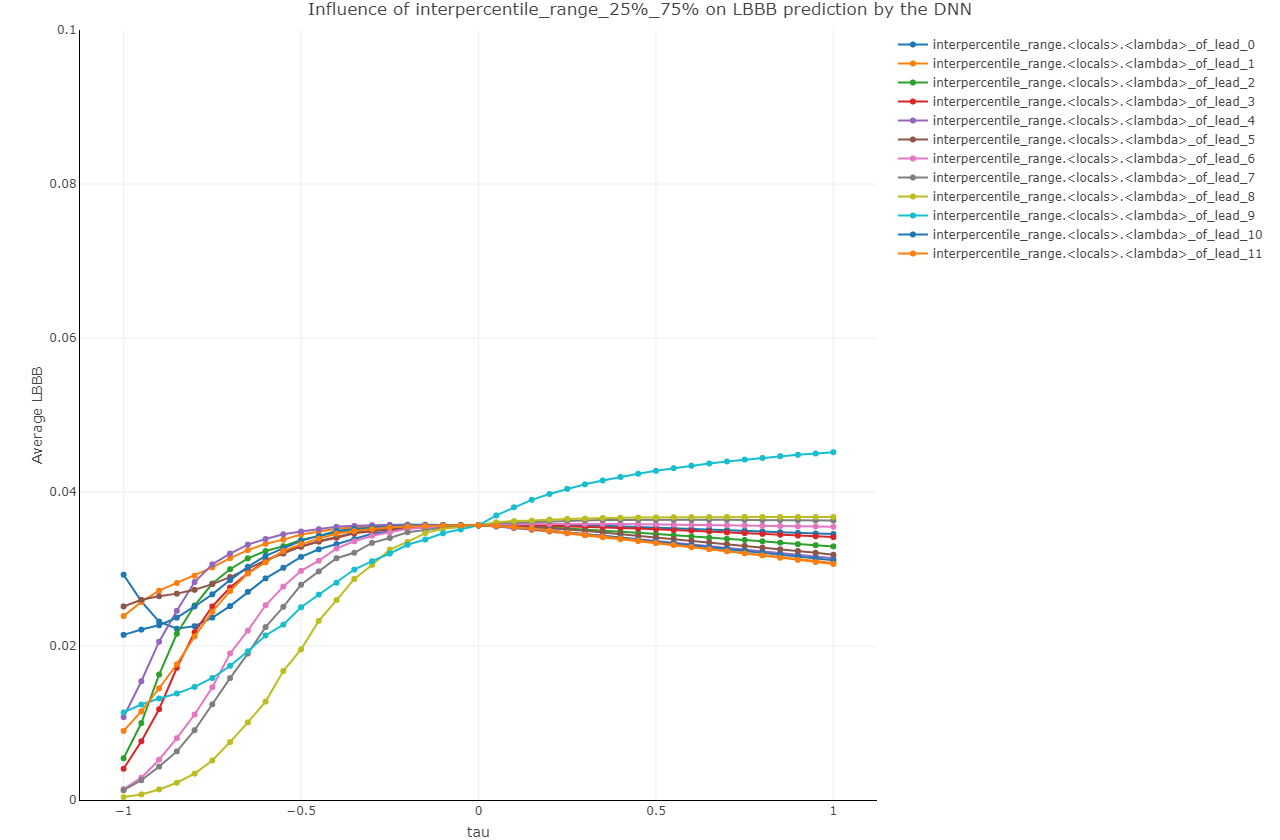 Influence of interpercentile_range_25%_75% on LBBB prediction by the DNN
0.1
0.08
0.06
0.04
0.02
0
Average LBBB
−1
−0.5
0
0.5
1
tau
interpercentile_range.<locals>.<lambda>_of_lead_0
interpercentile_range.<locals>.<lambda>_of_lead_1
interpercentile_range.<locals>.<lambda>_of_lead_2
interpercentile_range.<locals>.<lambda>_of_lead_3
interpercentile_range.<locals>.<lambda>_of_lead_4
interpercentile_range.<locals>.<lambda>_of_lead_5
interpercentile_range.<locals>.<lambda>_of_lead_6
interpercentile_range.<locals>.<lambda>_of_lead_7
interpercentile_range.<locals>.<lambda>_of_lead_8
interpercentile_range.<locals>.<lambda>_of_lead_9
interpercentile_range.<locals>.<lambda>_of_lead_10
interpercentile_range.<locals>.<lambda>_of_lead_11